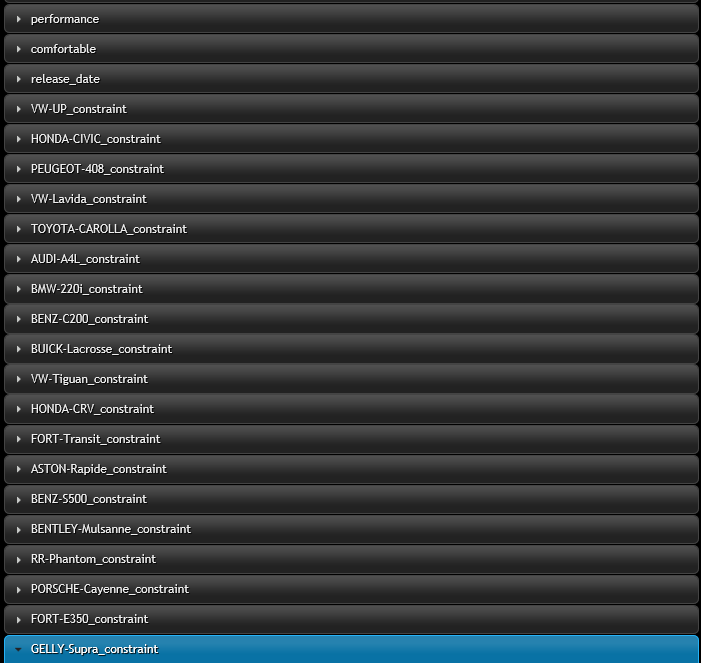 performance
comfortable
release_date
VW-UP_constraint
HONDA-CIVIC_constraint
PEUGEOT-408_constraint
VW-Lavida_constraint
TOYOTA-CAROLLA_constraint
AUDI-A4L_constraint
BMW-220i_constraint
BENZ-C200_constraint
BUICK-Lacrosse_constraint
VW-Tiguan_constraint
HONDA-CRV_constraint
FORT-Transit_constraint
ASTON-Rapide_constraint
BENZ-S500_constraint
BENTLEY-Mulsanne_constraint
RR-Phantom_constraint
PORSCHE-Cayenne_constraint
FORT-E350_constraint
GELLY-Supra_constraint